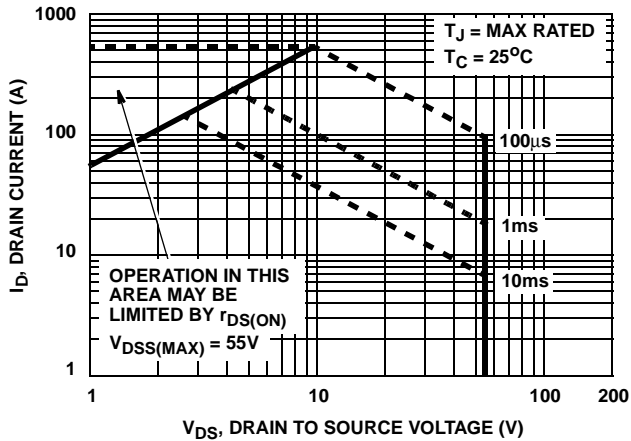 1000
T_J = MAX RATED
T_C = 25°C
I_D, DRAIN CURRENT (A)
100
100μs
1ms
10
10ms
OPERATION IN THIS
AREA MAY BE
LIMITED BY r_DS(ON)
V_DSS(MAX) = 55V
1
1
10
100
200
V_DS, DRAIN TO SOURCE VOLTAGE (V)